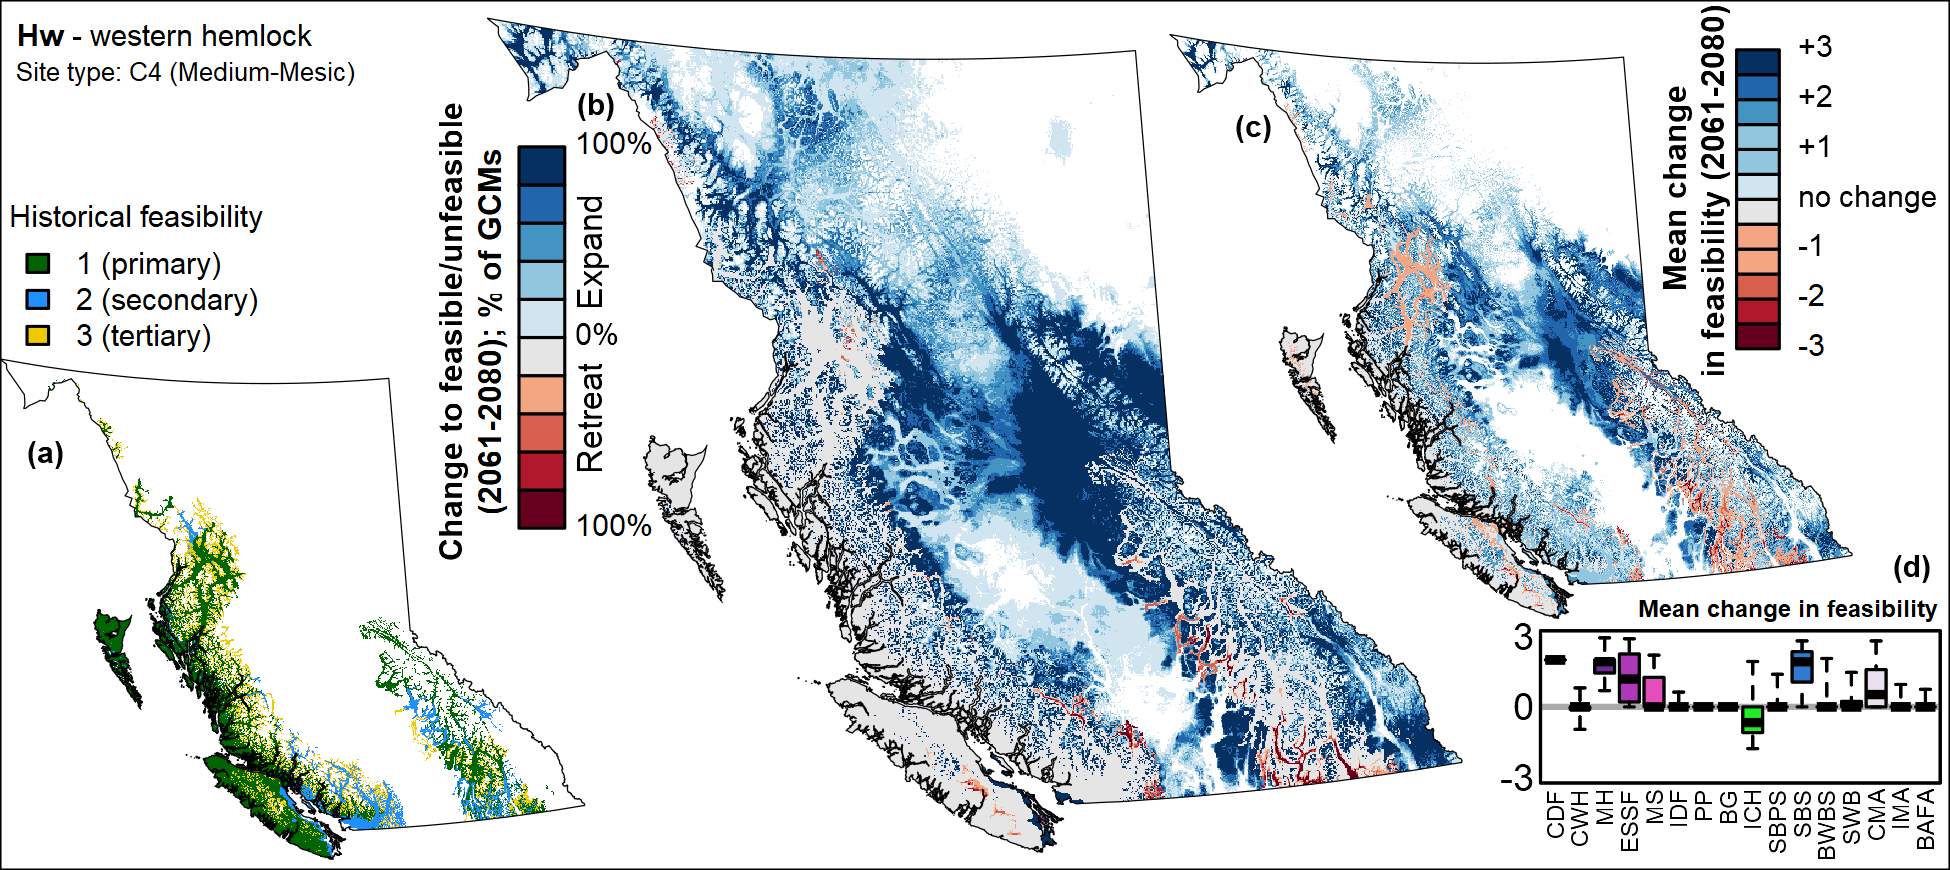 Hw - western hemlock
Site type: C4 (Medium-Mesic)
Historical feasibility
1 (primary)
2 (secondary)
3 (tertiary)
(a)
(b)
Change to feasible/unfeasible
(2061-2080); % of GCMs
100%
Expand
0%
Retreat
100%
(c)
Mean change
in feasibility (2061-2080)
+3
+2
+1
no change
-1
-2
-3
(d)
Mean change in feasibility
3
0
-3
CDF
CWH
MH
ESSF
MS
IDF
PP
BG
ICH
SBPS
SBS
BWBS
SWB
CMA
IMA
BAFA